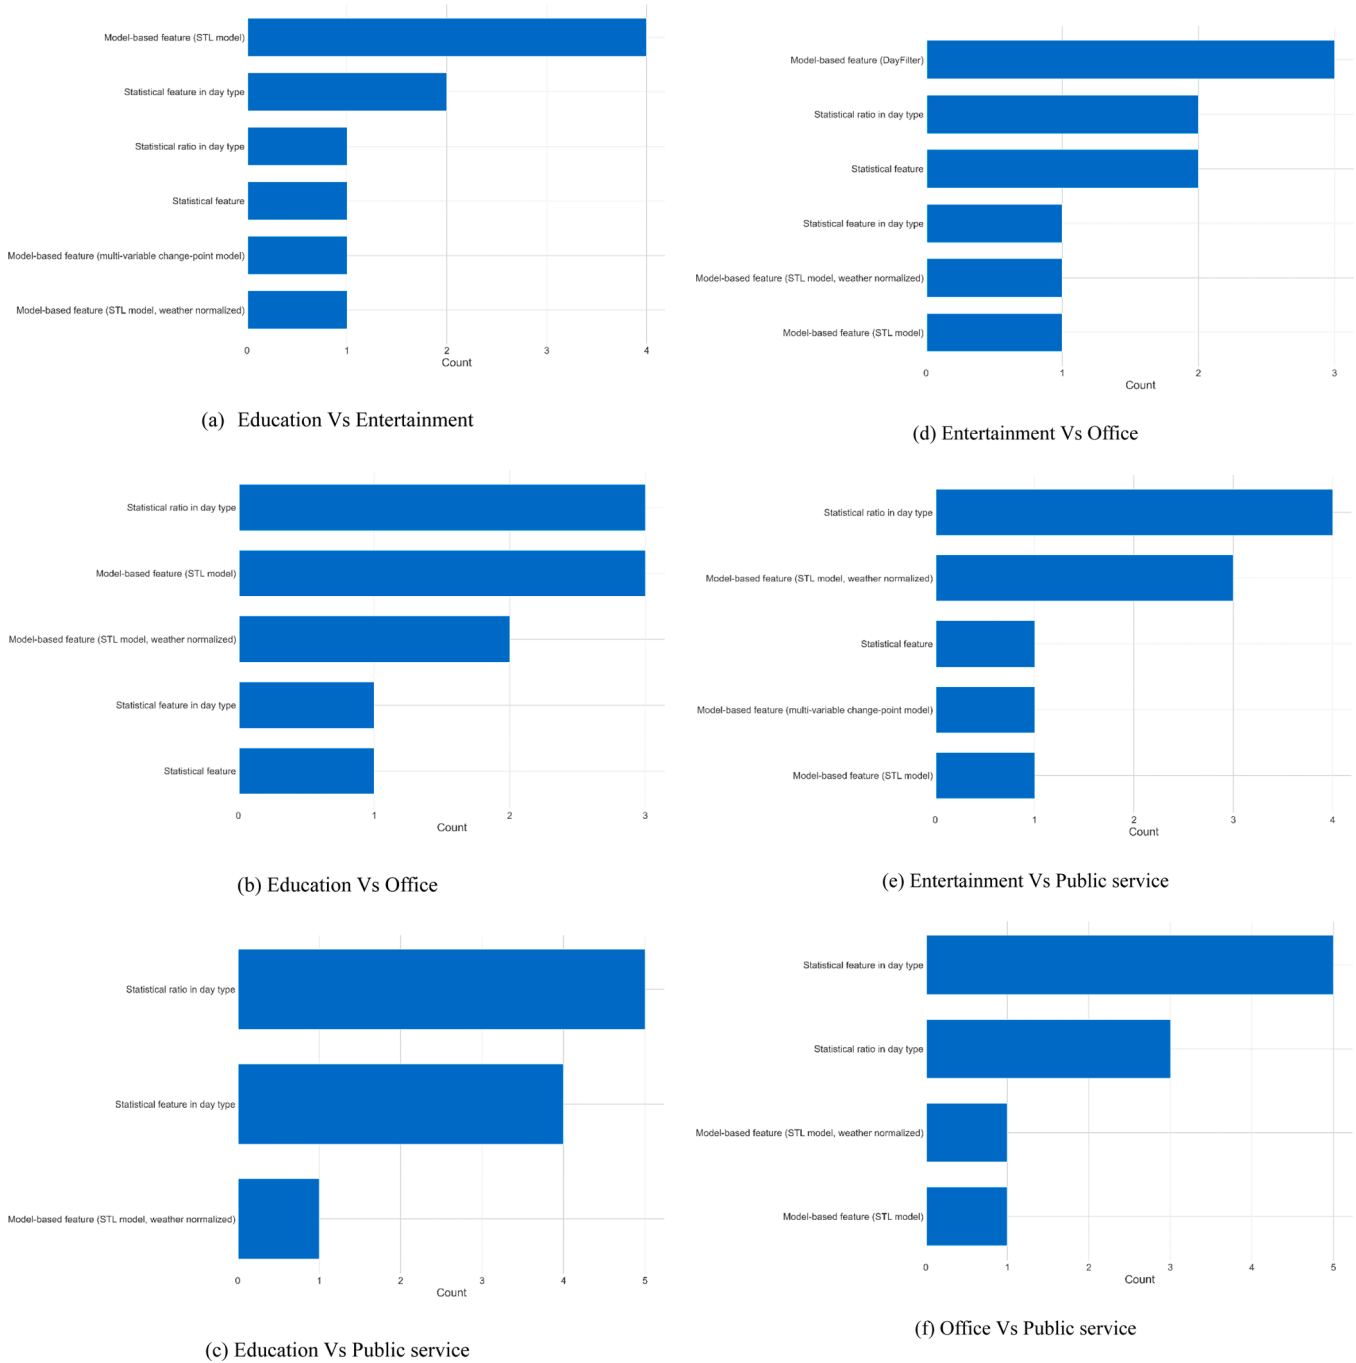 Model-based feature (STL model)
Statistical feature in day type
Statistical ratio in day type
Statistical feature
Model-based feature (multi-variable change-point model)
Model-based feature (STL model, weather normalized)
0 1 2 3 4
Count
(a) Education Vs Entertainment
Model-based feature (DayFilter)
Statistical ratio in day type
Statistical feature
Statistical feature in day type
Model-based feature (STL model, weather normalized)
Model-based feature (STL model)
0 1 2 3
Count
(d) Entertainment Vs Office
Statistical ratio in day type
Model-based feature (STL model)
Model-based feature (STL model, weather normalized)
Statistical feature in day type
Statistical feature
0 1 2 3
Count
(b) Education Vs Office
Statistical ratio in day type
Model-based feature (STL model, weather normalized)
Statistical feature
Model-based feature (multi-variable change-point model)
Model-based feature (STL model)
0 1 2 3 4
Count
(e) Entertainment Vs Public service
Statistical ratio in day type
Statistical feature in day type
Model-based feature (STL model, weather normalized)
0 1 2 3 4 5
Count
(c) Education Vs Public service
Statistical feature in day type
Statistical ratio in day type
Model-based feature (STL model, weather normalized)
Model-based feature (STL model)
0 1 2 3 4 5
Count
(f) Office Vs Public service